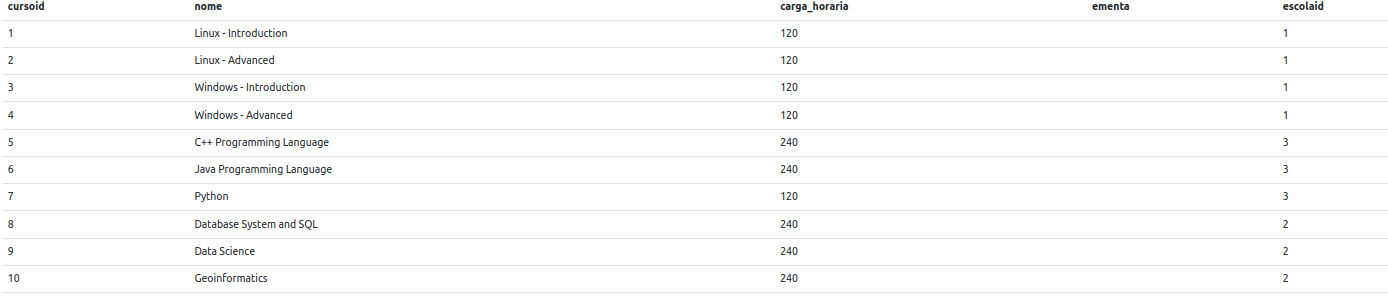 cursoid nome carga_horaria ementa escolaid
1 Linux - Introduction 120 1
2 Linux - Advanced 120 1
3 Windows - Introduction 120 1
4 Windows - Advanced 120 1
5 C++ Programming Language 240 3
6 Java Programming Language 240 3
7 Python 120 3
8 Database System and SQL 240 2
9 Data Science 240 2
10 Geoinformatics 240 2